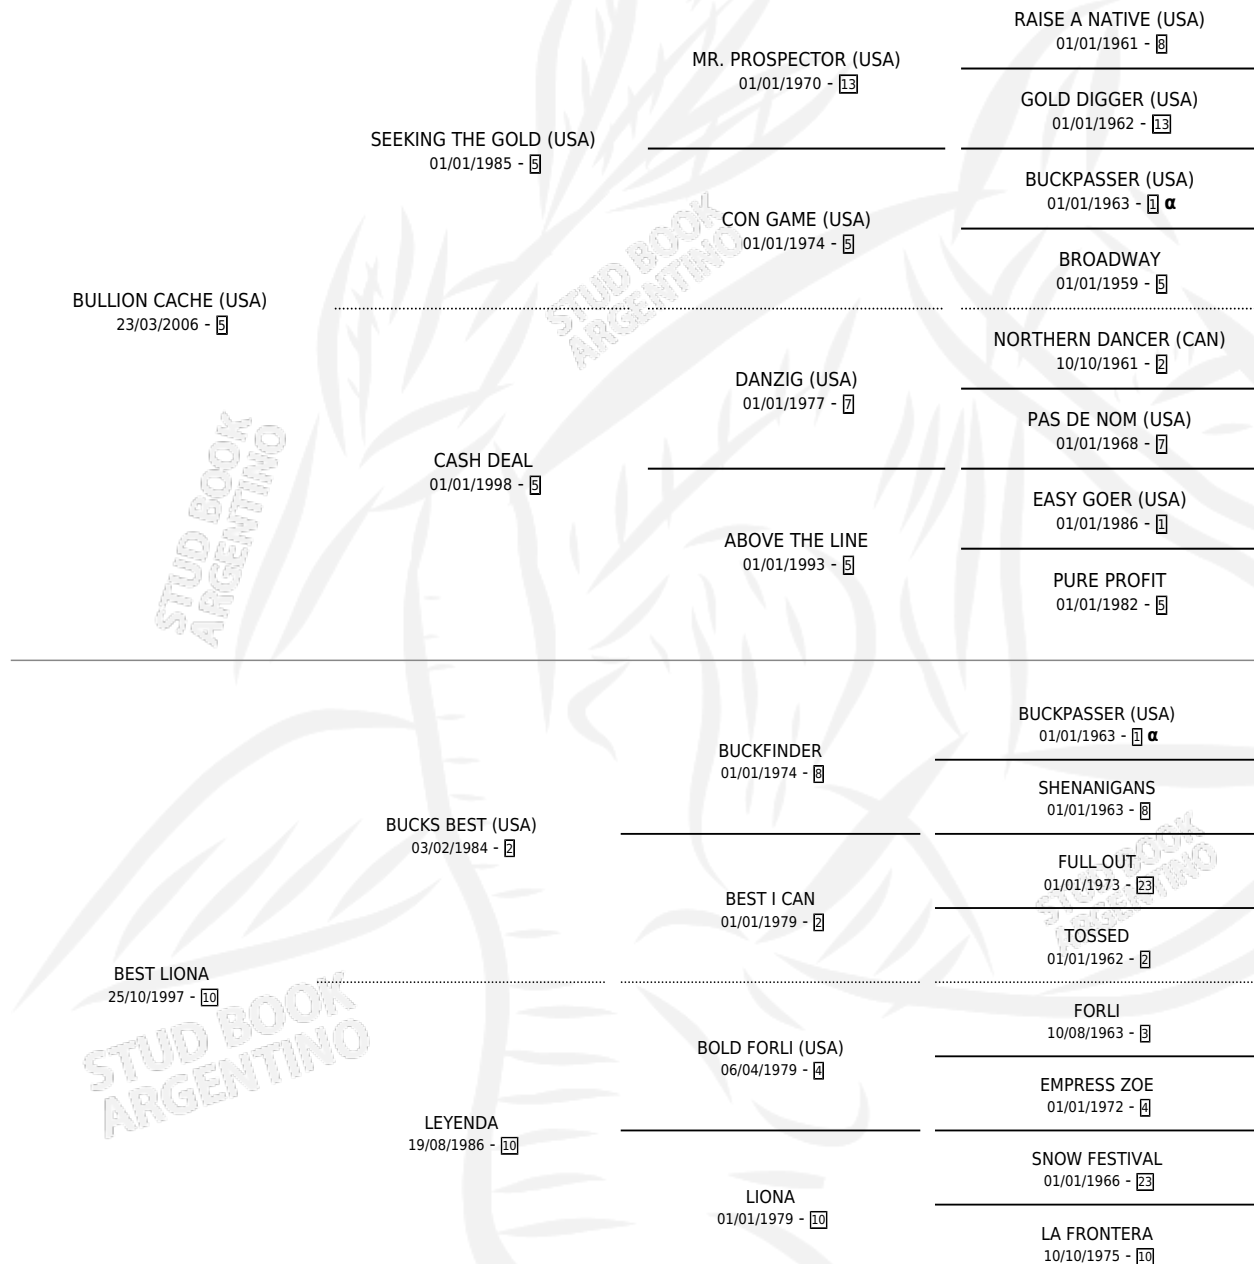 RAISE A NATIVE (USA)
01/01/1961 - 8
MR. PROSPECTOR (USA)
01/01/1970 - 13
GOLD DIGGER (USA)
01/01/1962 - 13
SEEKING THE GOLD (USA)
01/01/1985 - 5
BUCKPASSER (USA)
01/01/1963 - 1 α
CON GAME (USA)
01/01/1974 - 5
BROADWAY
01/01/1959 - 5
BULLION CACHE (USA)
23/03/2006 - 5
NORTHERN DANCER (CAN)
10/10/1961 - 2
DANZIG (USA)
01/01/1977 - 7
PAS DE NOM (USA)
01/01/1968 - 7
CASH DEAL
01/01/1998 - 5
EASY GOER (USA)
01/01/1986 - 1
ABOVE THE LINE
01/01/1993 - 5
PURE PROFIT
01/01/1982 - 5
BUCKPASSER (USA)
01/01/1963 - 1 α
BUCKFINDER
01/01/1974 - 8
SHENANIGANS
01/01/1963 - 8
BUCKS BEST (USA)
03/02/1984 - 2
FULL OUT
01/01/1973 - 23
BEST I CAN
01/01/1979 - 2
TOSSED
01/01/1962 - 2
BEST LIONA
25/10/1997 - 10
FORLI
10/08/1963 - 3
BOLD FORLI (USA)
06/04/1979 - 4
EMPRESS ZOE
01/01/1972 - 4
LEYENDA
19/08/1986 - 10
SNOW FESTIVAL
01/01/1966 - 23
LIONA
01/01/1979 - 10
LA FRONTERA
10/10/1975 - 10
STUD BOOK
ARGENTINO
STUD BOOK
ARGENTINO
STUD BOOK
ARGENTINO
STUD BOOK
ARGENTINO